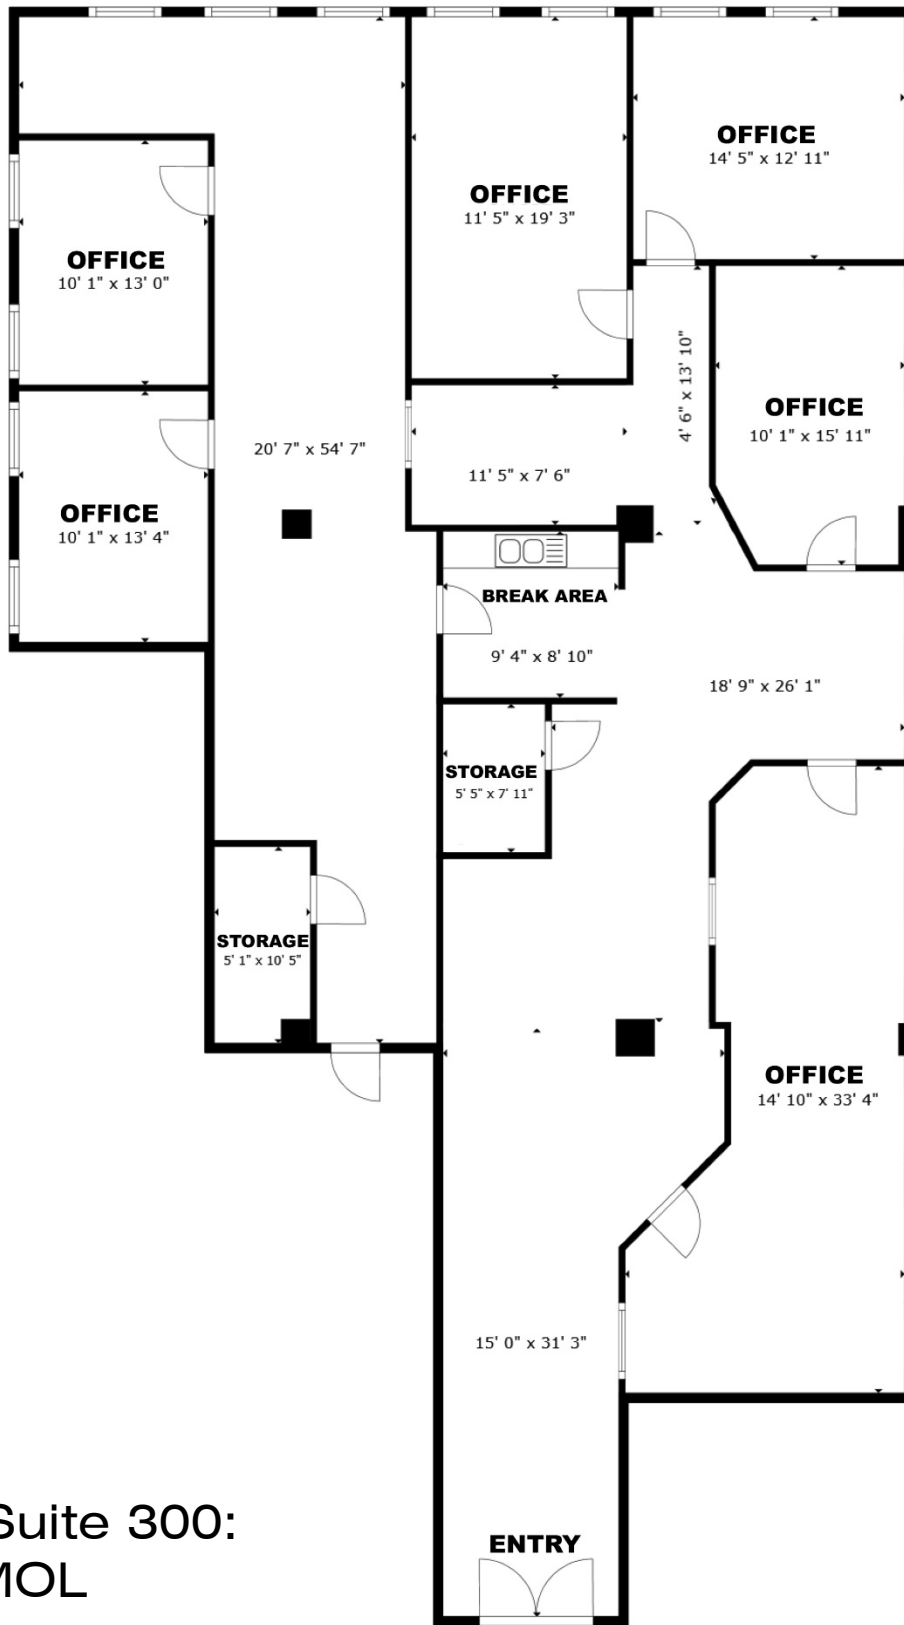 OFFICE
14' 5" x 12' 11"
OFFICE
11' 5" x 19' 3"
OFFICE
10' 1" x 13' 0"
4' 6" x 13' 10"
OFFICE
10' 1" x 15' 11"
20' 7" x 54' 7"
11' 5" x 7' 6"
OFFICE
10' 1" x 13' 4"
BREAK AREA
9' 4" x 8' 10"
18' 9" x 26' 1"
STORAGE
5' 5" x 7' 11"
STORAGE
5' 1" x 10' 5"
OFFICE
14' 10" x 33' 4"
15' 0" x 31' 3"
ENTRY
Suite 300:
MOL